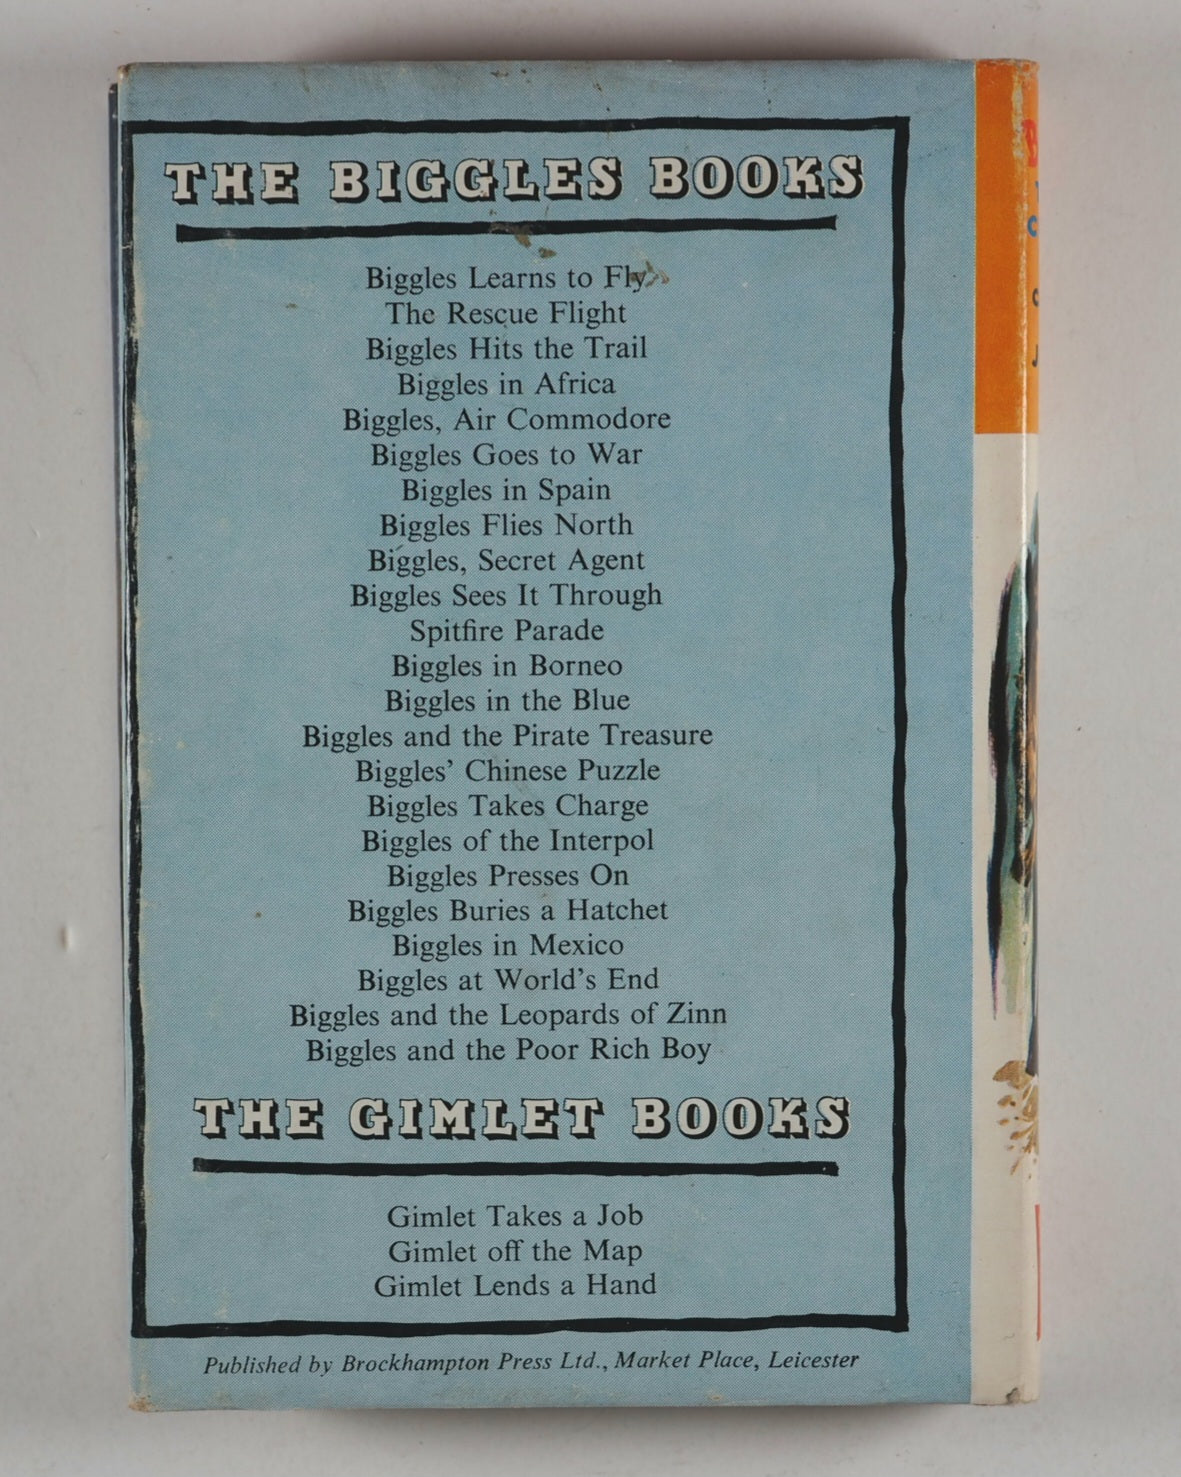 THE BIGGLES BOOKS
Biggles Learns to Fly
The Rescue Flight
Biggles Hits the Trail
Biggles in Africa
Biggles, Air Commodore
Biggles Goes to War
Biggles in Spain
Biggles Flies North
Biggles, Secret Agent
Biggles Sees It Through
Spitfire Parade
Biggles in Borneo
Biggles in the Blue
Biggles and the Pirate Treasure
Biggles' Chinese Puzzle
Biggles Takes Charge
Biggles of the Interpol
Biggles Presses On
Biggles Buries a Hatchet
Biggles in Mexico
Biggles at World's End
Biggles and the Leopards of Zinn
Biggles and the Poor Rich Boy
THE GIMLET BOOKS
Gimlet Takes a Job
Gimlet off the Map
Gimlet Lends a Hand
Published by Brockhampton Press Ltd., Market Place, Leicester